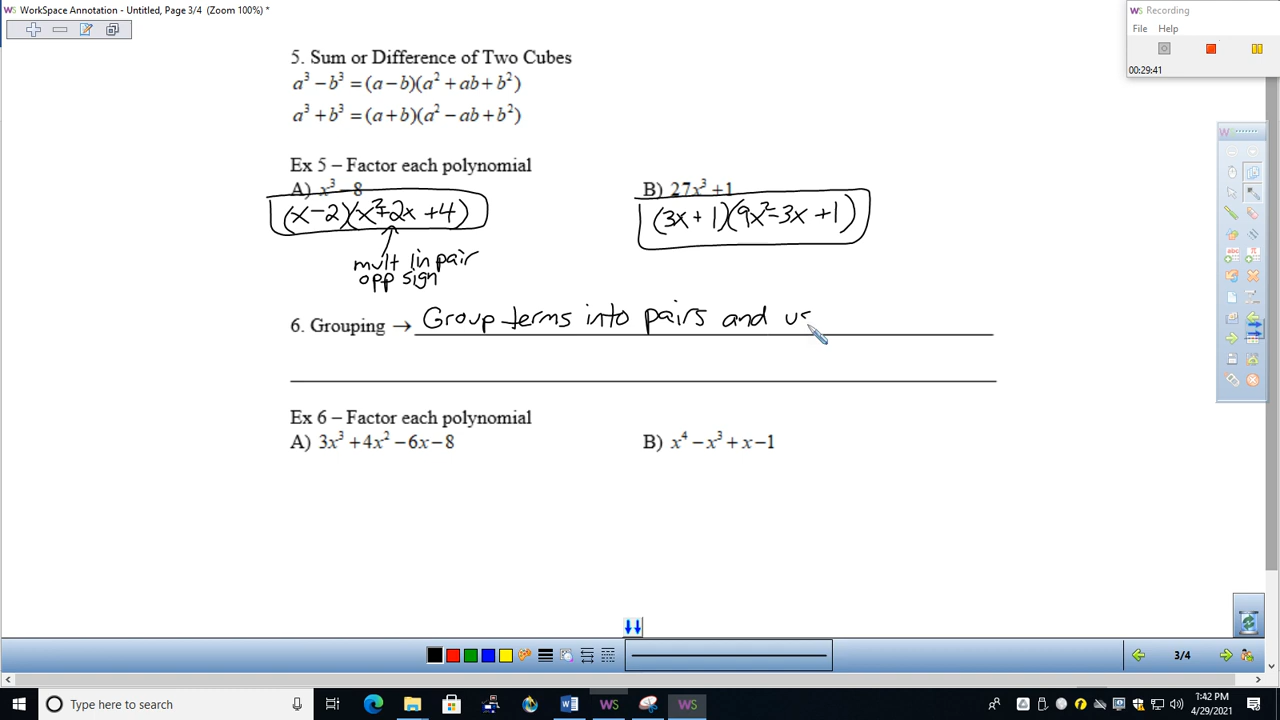 WorkSpace Annotation - Untitled, Page 3/4 (Zoom 100%) *
WS Recording
File Help
00:29:41
5. Sum or Difference of Two Cubes
a³ − b³ = (a − b)(a² + ab + b²)
a³ + b³ = (a + b)(a² − ab + b²)
Ex 5 – Factor each polynomial
A) x³ − 8 B) 27x³ + 1
(x − 2)(x² + 2x + 4) (3x + 1)(9x² − 3x + 1)
mult in pair
opp sign
6. Grouping → Group terms into pairs and us
Ex 6 – Factor each polynomial
A) 3x³ + 4x² − 6x − 8 B) x⁴ − x³ + x − 1
3/4
Type here to search
WS WS
7:42 PM
4/29/2021